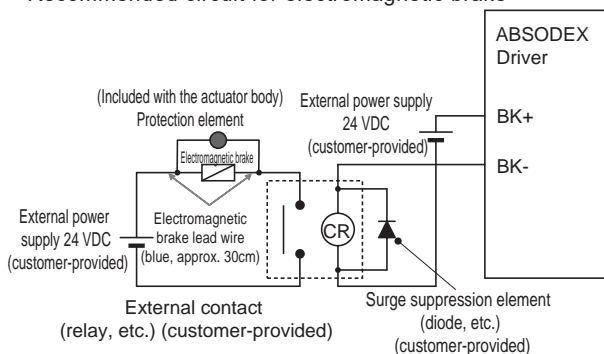 Recommended circuit for electromagnetic brake
ABSODEX
Driver
(Included with the actuator body)
Protection element
External power supply
24 VDC
(customer-provided)
BK+
BK-
Electromagnetic brake
External power
supply 24 VDC
(customer-provided)
Electromagnetic
brake lead wire
(blue, approx. 30cm)
CR
External contact
(relay, etc.) (customer-provided)
Surge suppression element
(diode, etc.)
(customer-provided)